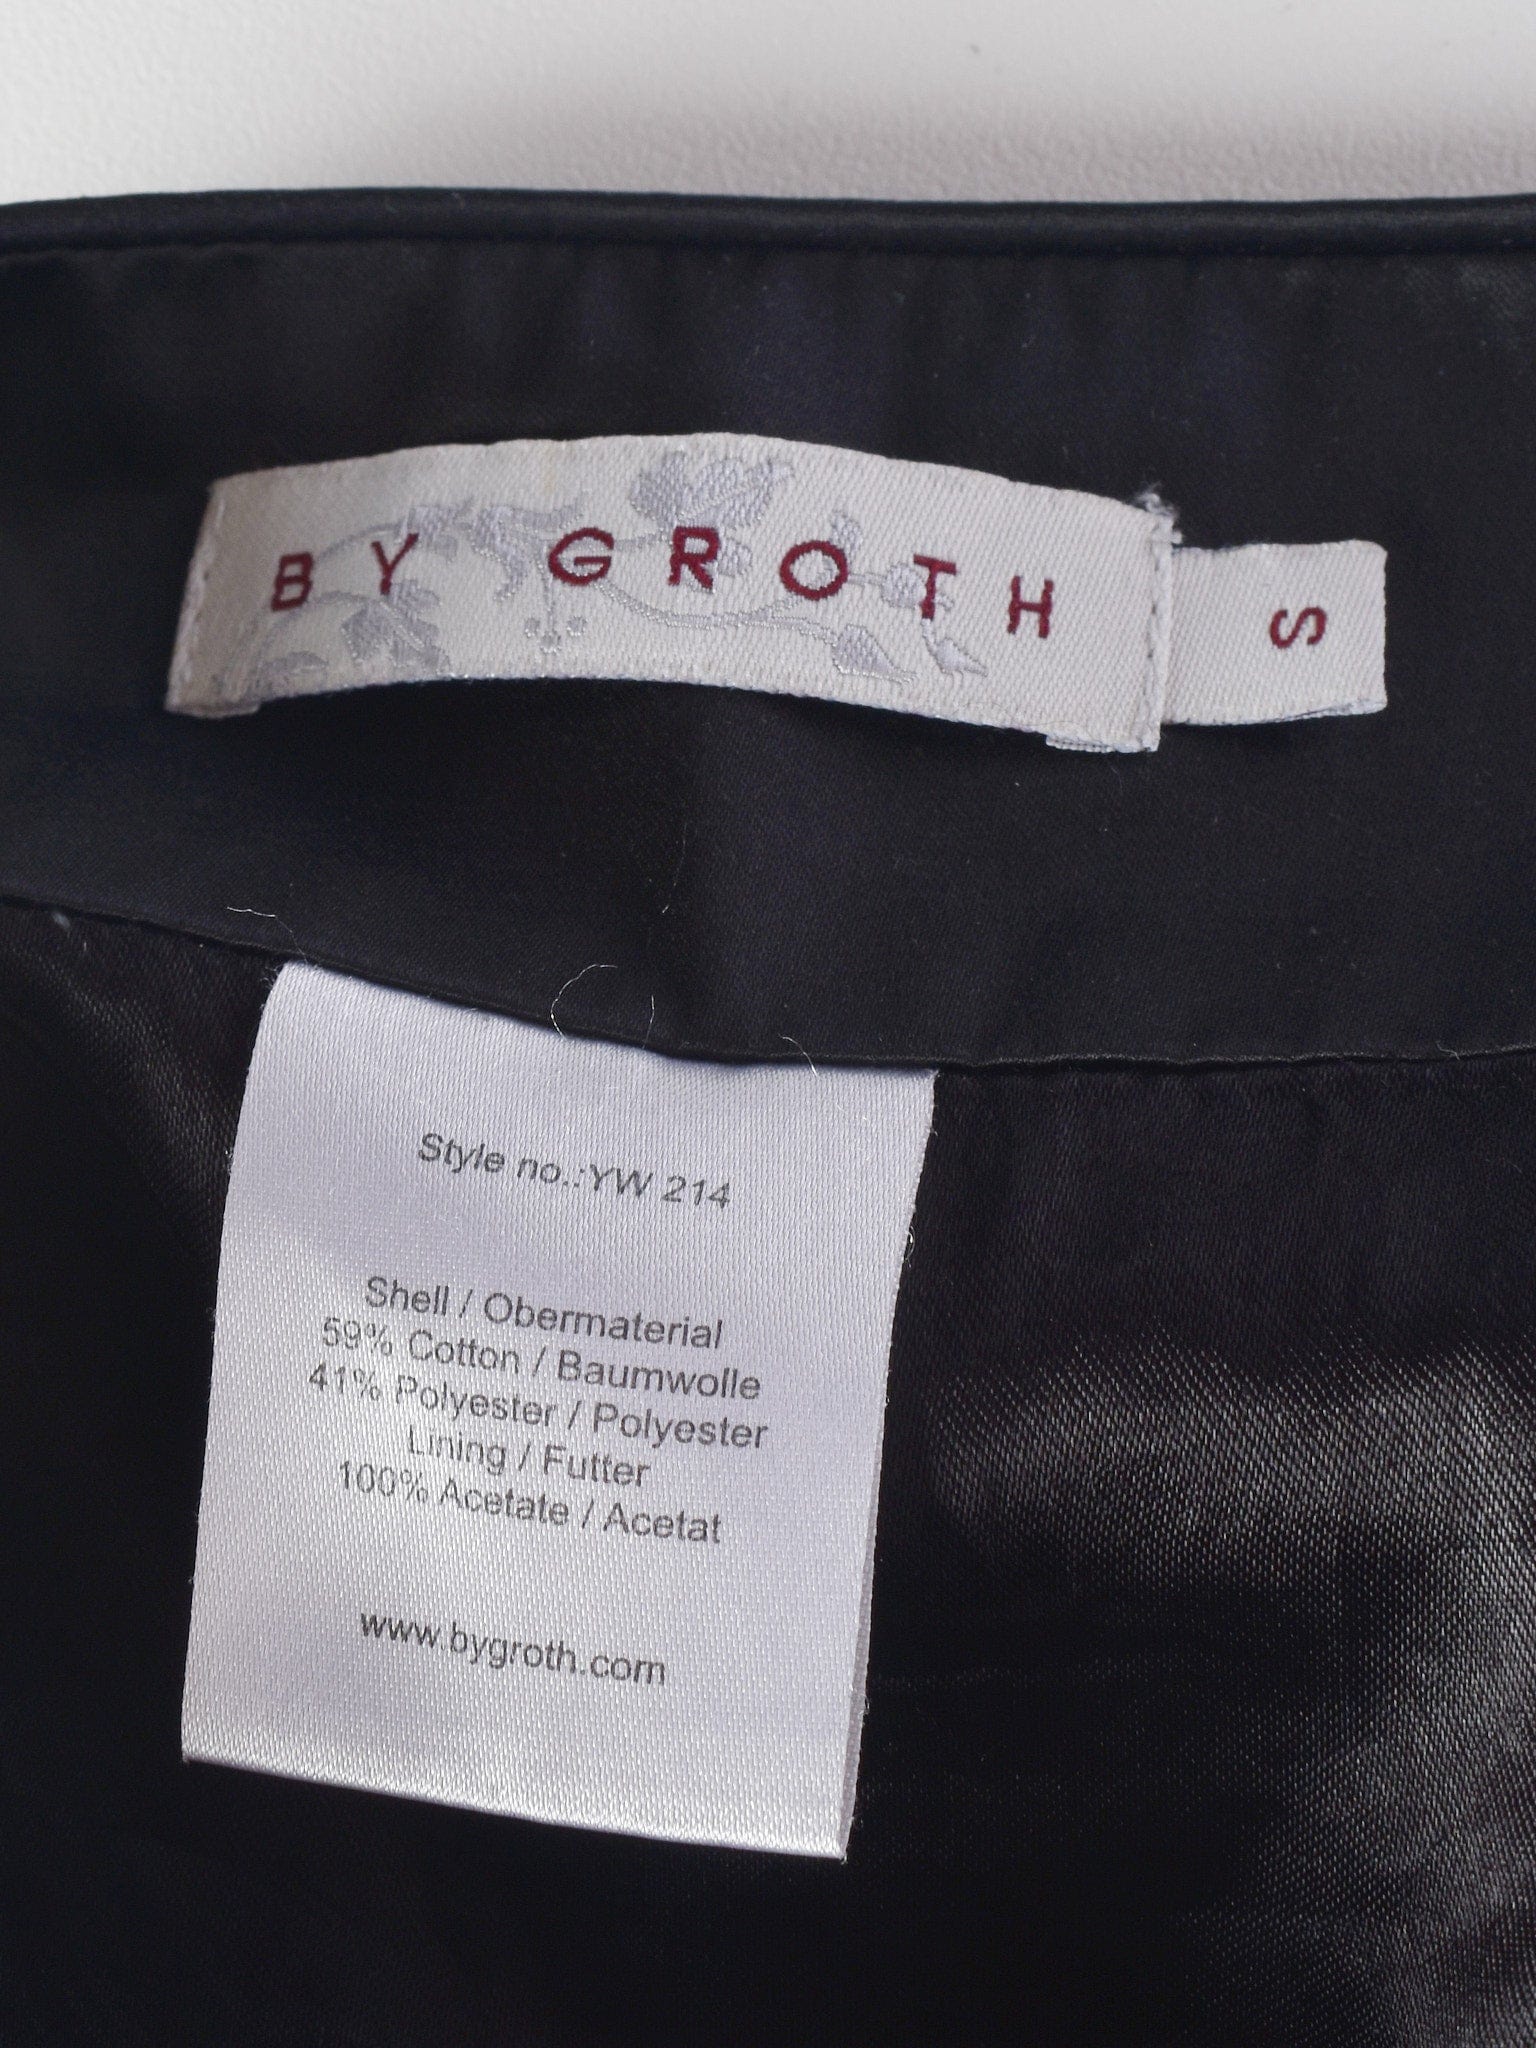 BY GROTH
S
Style no.:YW 214
Shell / Obermaterial
59% Cotton / Baumwolle
41% Polyester / Polyester
Lining / Futter
100% Acetate / Acetat
www.bygroth.com